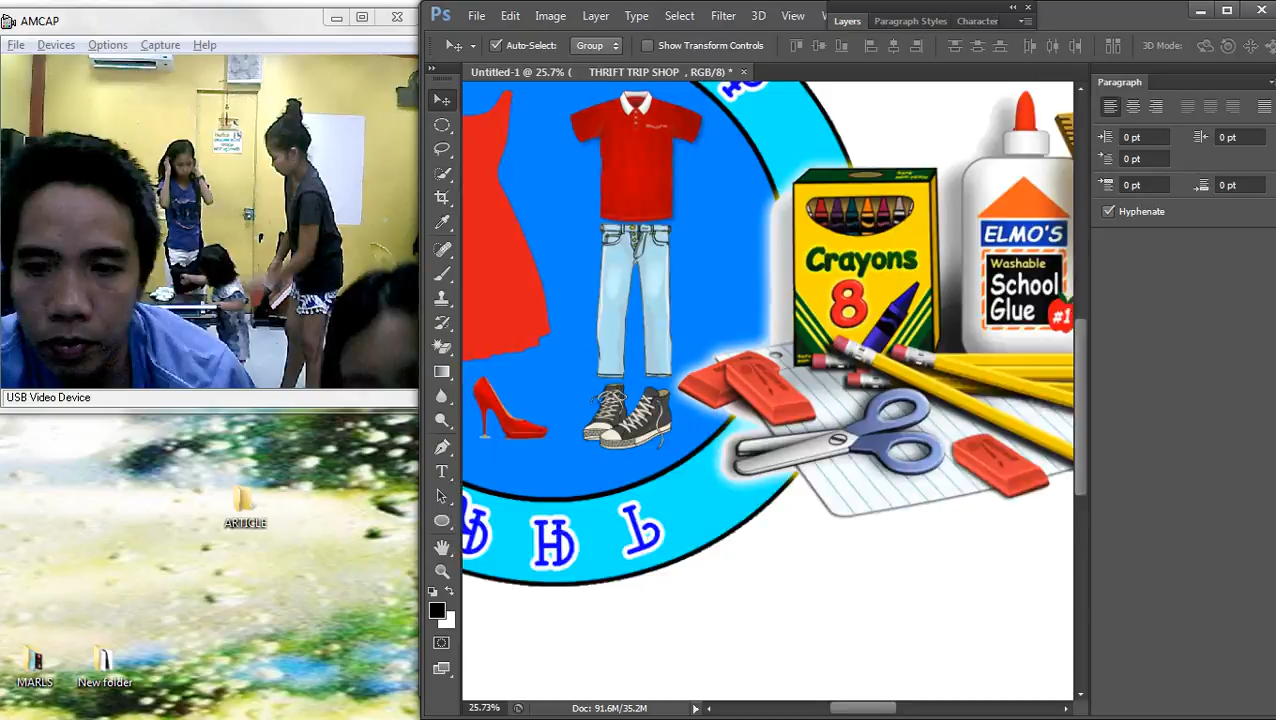 AMCAP
File Devices Options Capture Help
USB Video Device
ARTICLE
MARLS
New folder
Ps File Edit Image Layer Type Select Filter 3D View
Layers Paragraph Styles Character
Auto-Select: Group Show Transform Controls 3D Mode:
Untitled-1 @ 25.7% ( THRIFT TRIP SHOP , RGB/8) *
Crayons
8
ELMO'S
Washable
School
Glue
#1
T
Paragraph
0 pt 0 pt
0 pt
0 pt 0 pt
Hyphenate
25.73% Doc: 91.6M/35.2M